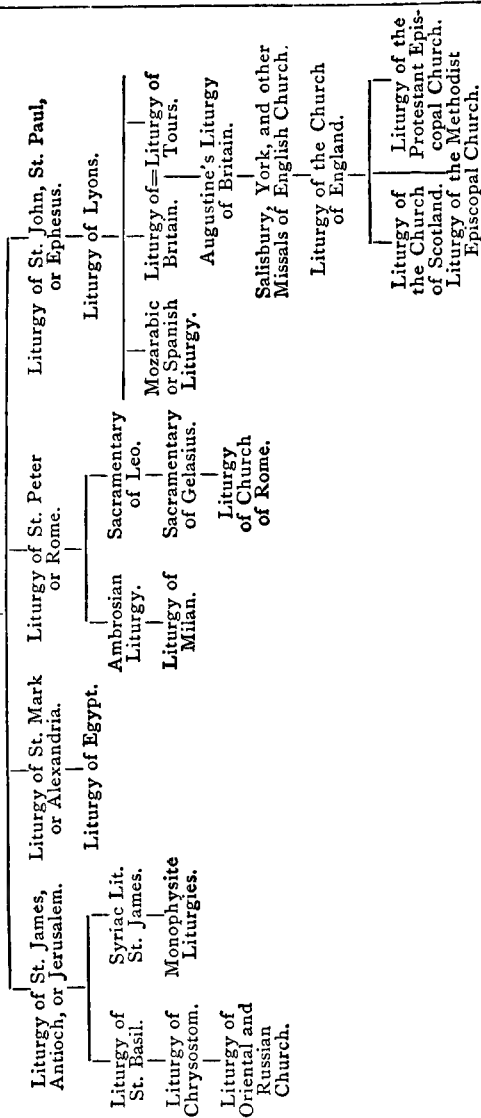 Liturgy of St. James,
Antioch, or Jerusalem.
Liturgy of
St. Basil.
Liturgy of
Chrysostom.
Liturgy of
Oriental and
Russian
Church.
Syriac Lit.
St. James.
Monophysite
Liturgies.
Liturgy of St. Mark
or Alexandria.
Liturgy of Egypt.
Liturgy of St. Peter
or Rome.
Ambrosian
Liturgy.
Liturgy of
Milan.
Sacramentary
of Leo.
Sacramentary
of Gelasius.
Liturgy
of Church
of Rome.
Liturgy of St. John, St. Paul,
or Ephesus.
Liturgy of Lyons.
Mozarabic
or Spanish
Liturgy.
Liturgy of=Liturgy of
Britain. Tours.
Augustine's Liturgy
of Britain.
Salisbury, York, and other
Missals of English Church.
Liturgy of the Church
of England.
Liturgy of
the Church
of Scotland.
Liturgy of the
Protestant Epis-
copal Church.
Liturgy of the Methodist
Episcopal Church.